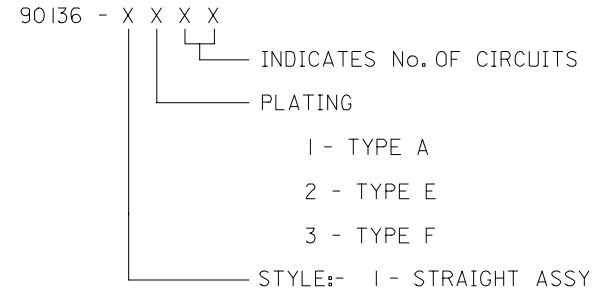 90136 - X X X X
INDICATES No. OF CIRCUITS
PLATING
1 - TYPE A
2 - TYPE E
3 - TYPE F
STYLE:- 1 - STRAIGHT ASSY